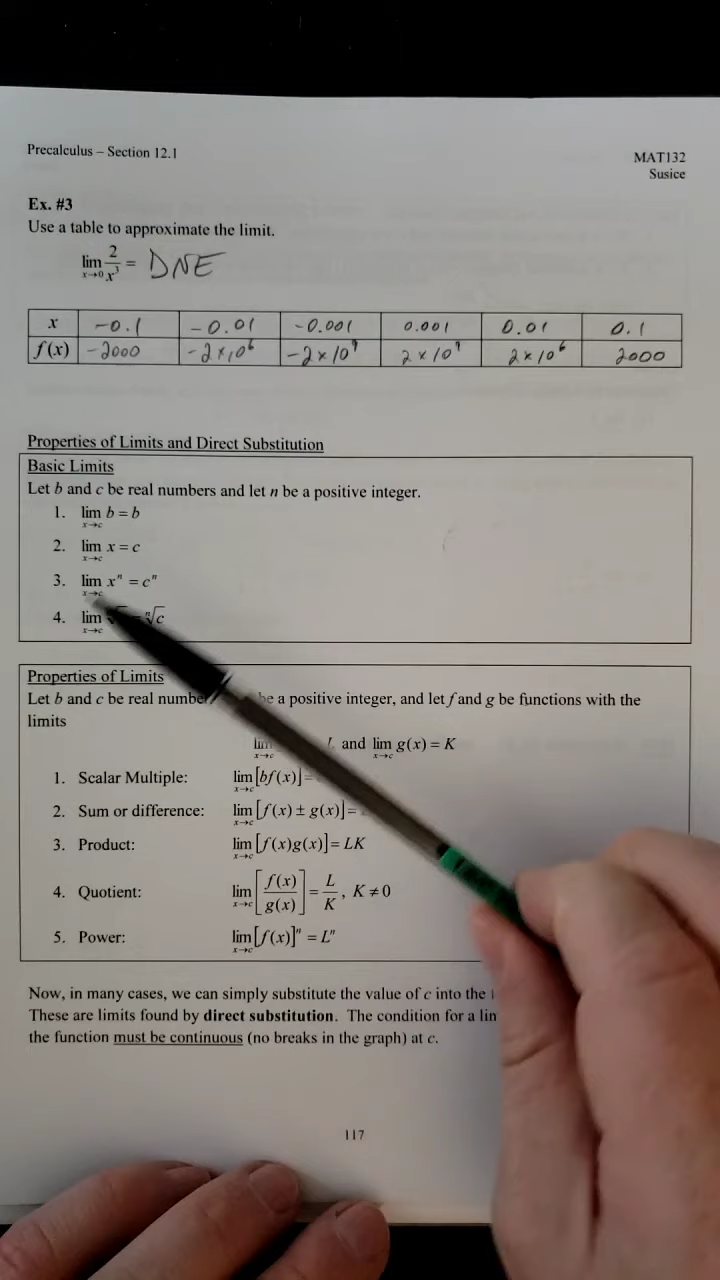 Precalculus – Section 12.1
MAT132
Susice
Ex. #3
Use a table to approximate the limit.
lim x→0 2/x³ = DNE
x -0.1 -0.01 -0.001 0.001 0.01 0.1
f(x) -2000 -2×10⁶ -2×10⁹ 2×10⁹ 2×10⁶ 2000
Properties of Limits and Direct Substitution
Basic Limits
Let b and c be real numbers and let n be a positive integer.
1. lim x→c b = b
2. lim x→c x = c
3. lim x→c xⁿ = cⁿ
4. lim x→c ⁿ√c
Properties of Limits
Let b and c be real be a positive integer, and let f and g be functions with the
limits
lim x→c L and lim x→c g(x) = K
1. Scalar Multiple: lim x→c [bf(x)] =
2. Sum or difference: lim x→c [f(x) ± g(x)] =
3. Product: lim x→c [f(x)g(x)] = LK
4. Quotient: lim x→c [f(x)/g(x)] = L/K, K ≠ 0
5. Power: lim x→c [f(x)]ⁿ = Lⁿ
Now, in many cases, we can simply substitute the value of c into the
These are limits found by direct substitution. The condition for a
the function must be continuous (no breaks in the graph) at c.
117